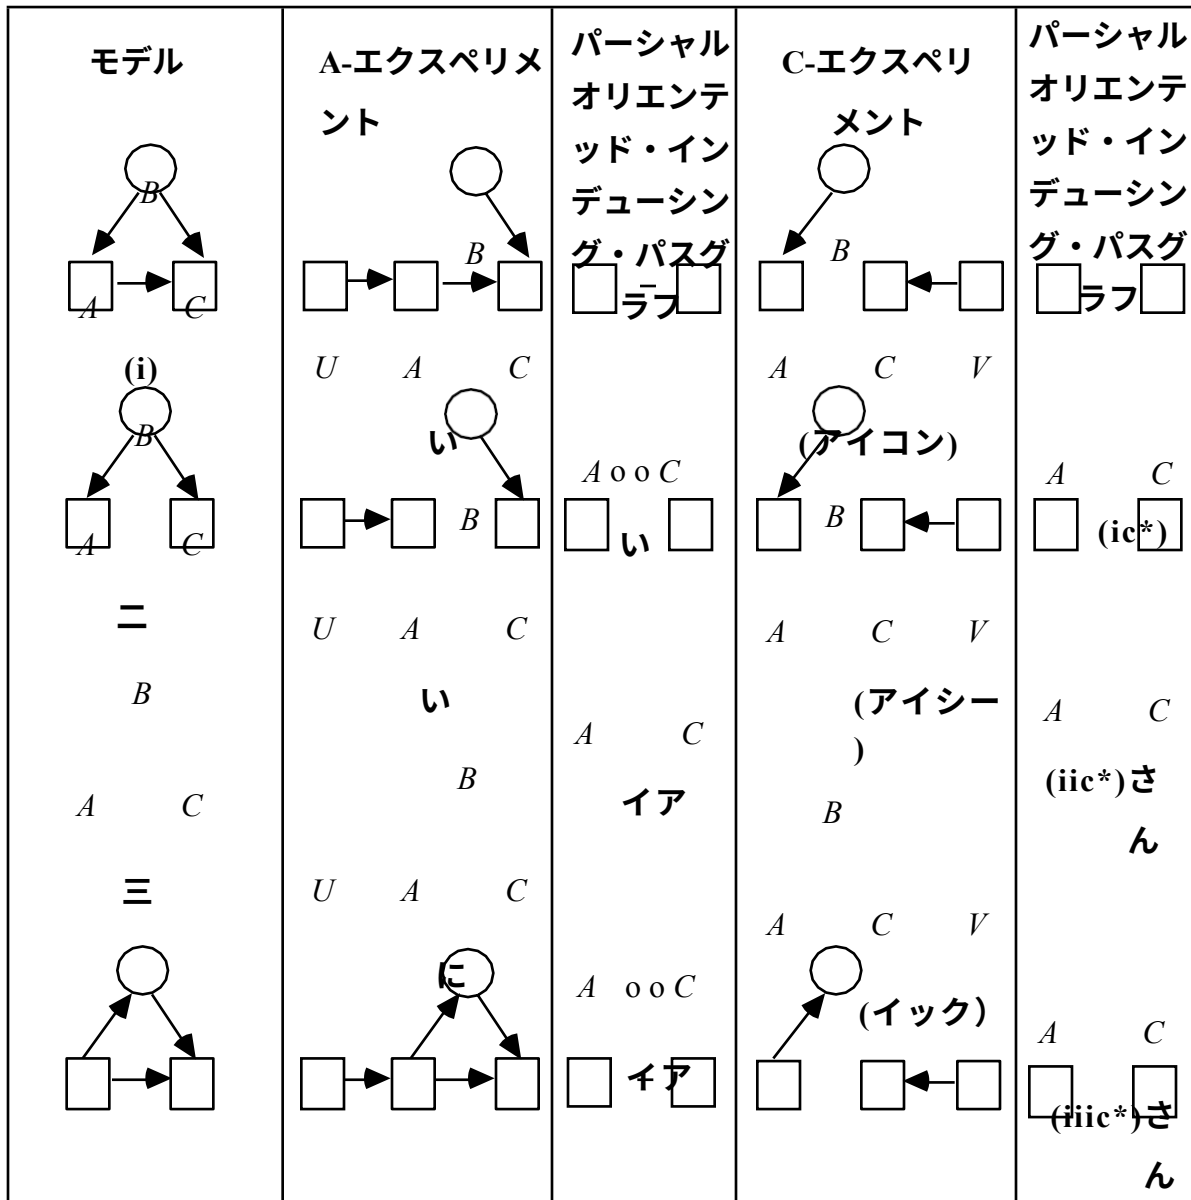 モデル
A-エクスペリメ
ント
パーシャル
オリエンテ
ッド・イン
デューシン
グ・パスグ
ラフ
C-エクスペリ
メント
パーシャル
オリエンテ
ッド・イン
デューシン
グ・パスグ
ラフ
B
B
B
A C
(i)
U A C
A C V
B
い
(アイコン)
A o o C
A C
B
B
A C
い
(ic*)
二
U A C
A C V
B
い
(アイシー
)
A C
A C
B
イア
(iic*)さ
ん
B
A C
三
U A C
A C V
に
A o o C
(イック）
A C
イア
(iiic*)さ
ん